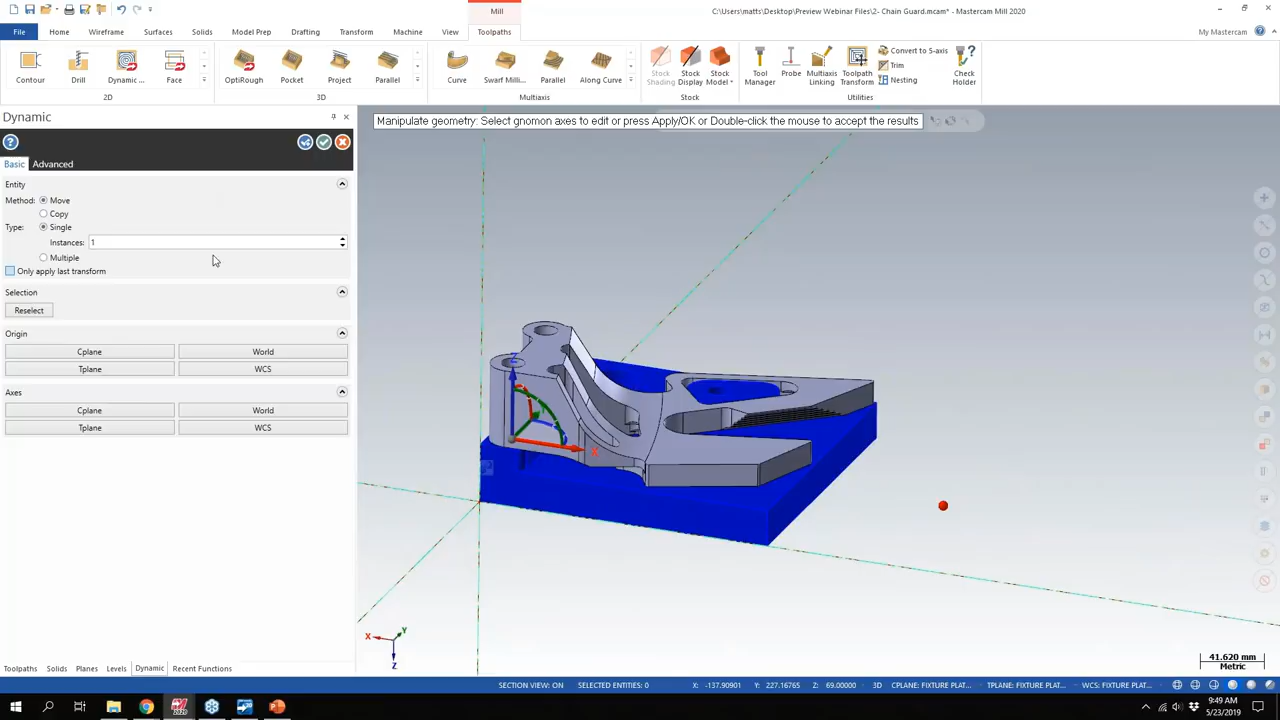 Mill
C:\Users\matts\Desktop\Preview Webinar Files\2- Chain Guard.mcam* - Mastercam Mill 2020
File Home Wireframe Surfaces Solids Model Prep Drafting Transform Machine View Toolpaths My Mastercam
Contour Drill Dynamic ... Face
2D
OptiRough Pocket Project Parallel
3D
Curve Swarf Milli... Parallel Along Curve
Multiaxis
Stock Shading Stock Display Stock Model
Stock
Tool Manager Probe Multiaxis Linking Toolpath Transform
Convert to 5-axis
Trim
Nesting
Check Holder
Utilities
Dynamic
Basic Advanced
Entity
Method: Move
Copy
Type: Single
Instances: 1
Multiple
Only apply last transform
Selection
Reselect
Origin
Cplane World
Tplane WCS
Axes
Cplane World
Tplane WCS
Manipulate geometry: Select gnomon axes to edit or press Apply/OK or Double-click the mouse to accept the results
Z
X
X Y
Z
41.620 mm
Metric
Toolpaths Solids Planes Levels Dynamic Recent Functions
SECTION VIEW: ON SELECTED ENTITIES: 0 X: -137.90901 Y: 227.16765 Z: 69.00000 3D CPLANE: FIXTURE PLAT... TPLANE: FIXTURE PLAT... WCS: FIXTURE PLAT...
9:49 AM
5/23/2019